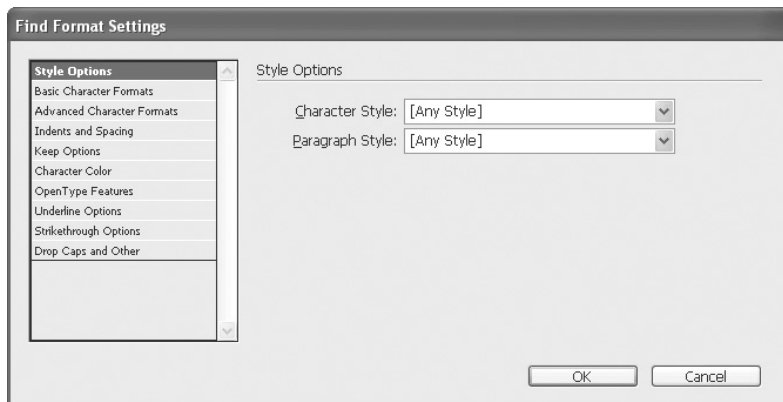 Find Format Settings
Style Options
Basic Character Formats
Advanced Character Formats
Indents and Spacing
Keep Options
Character Color
OpenType Features
Underline Options
Strikethrough Options
Drop Caps and Other
Style Options
Character Style: [Any Style]
Paragraph Style: [Any Style]
OK Cancel